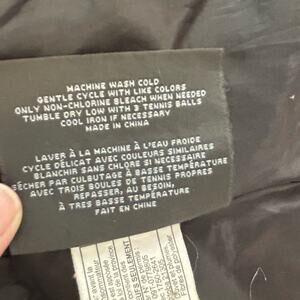 MACHINE WASH COLD
GENTLE CYCLE WITH LIKE COLORS
ONLY NON-CHLORINE BLEACH WHEN NEEDED
TUMBLE DRY LOW WITH 3 TENNIS BALLS
COOL IRON IF NECESSARY
MADE IN CHINA
LAVER À LA MACHINE À L'EAU FROIDE
CYCLE DÉLICAT AVEC COULEURS SIMILAIRES
BLANCHIR SANS CHLORE SI NECESSAIRE
SÉCHER PAR CULBUTAGE À BASSE TEMPÉRATURE
AVEC TROIS BOULES DE TENNIS PROPRES
REPASSER, AU BESOIN,
À TRES BASSE TEMPÉRATURE
FAIT EN CHINE
SEULEMENT.